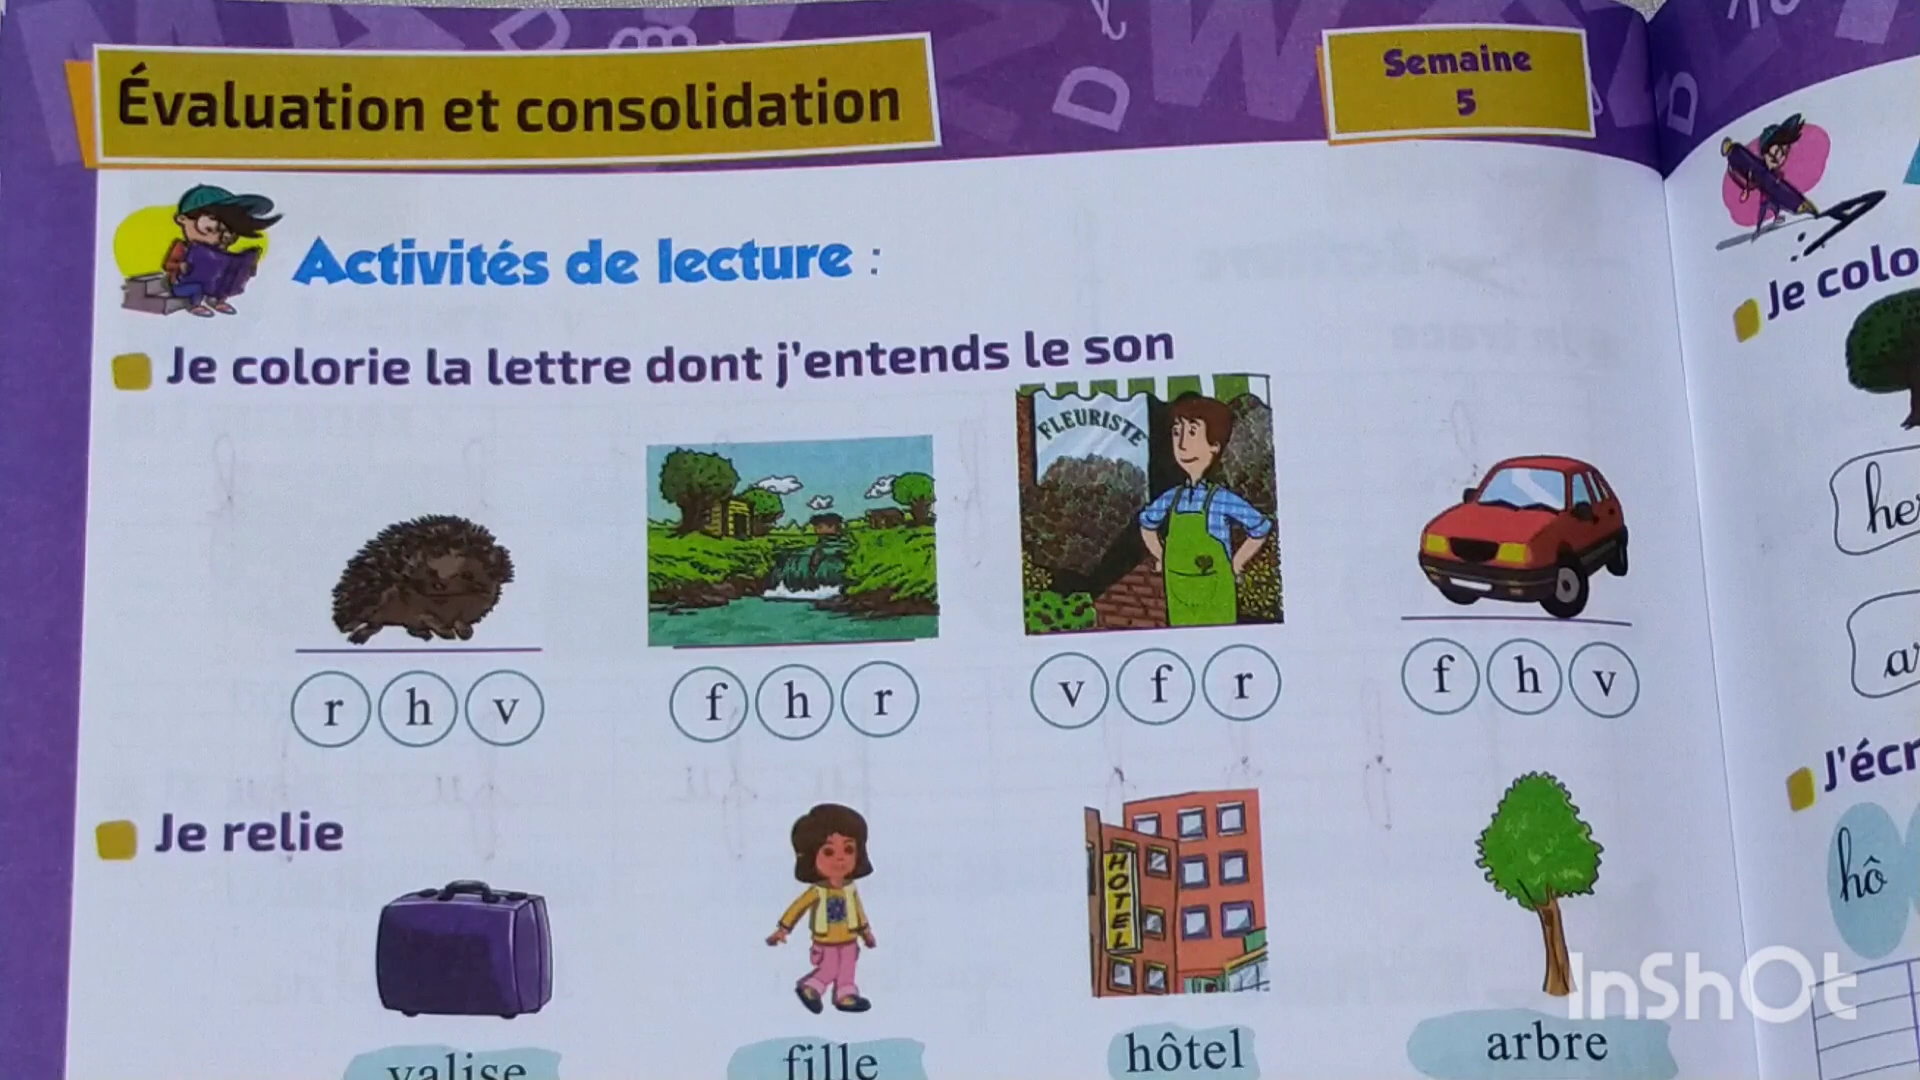 Évaluation et consolidation
Semaine
5
Activités de lecture :
Je colorie la lettre dont j'entends le son
FLEURISTE
r h v
f h r
v f r
f h v
Je relie
HOTEL
valise
fille
hôtel
arbre
Je colo
he
J'écr
hô
InShOt